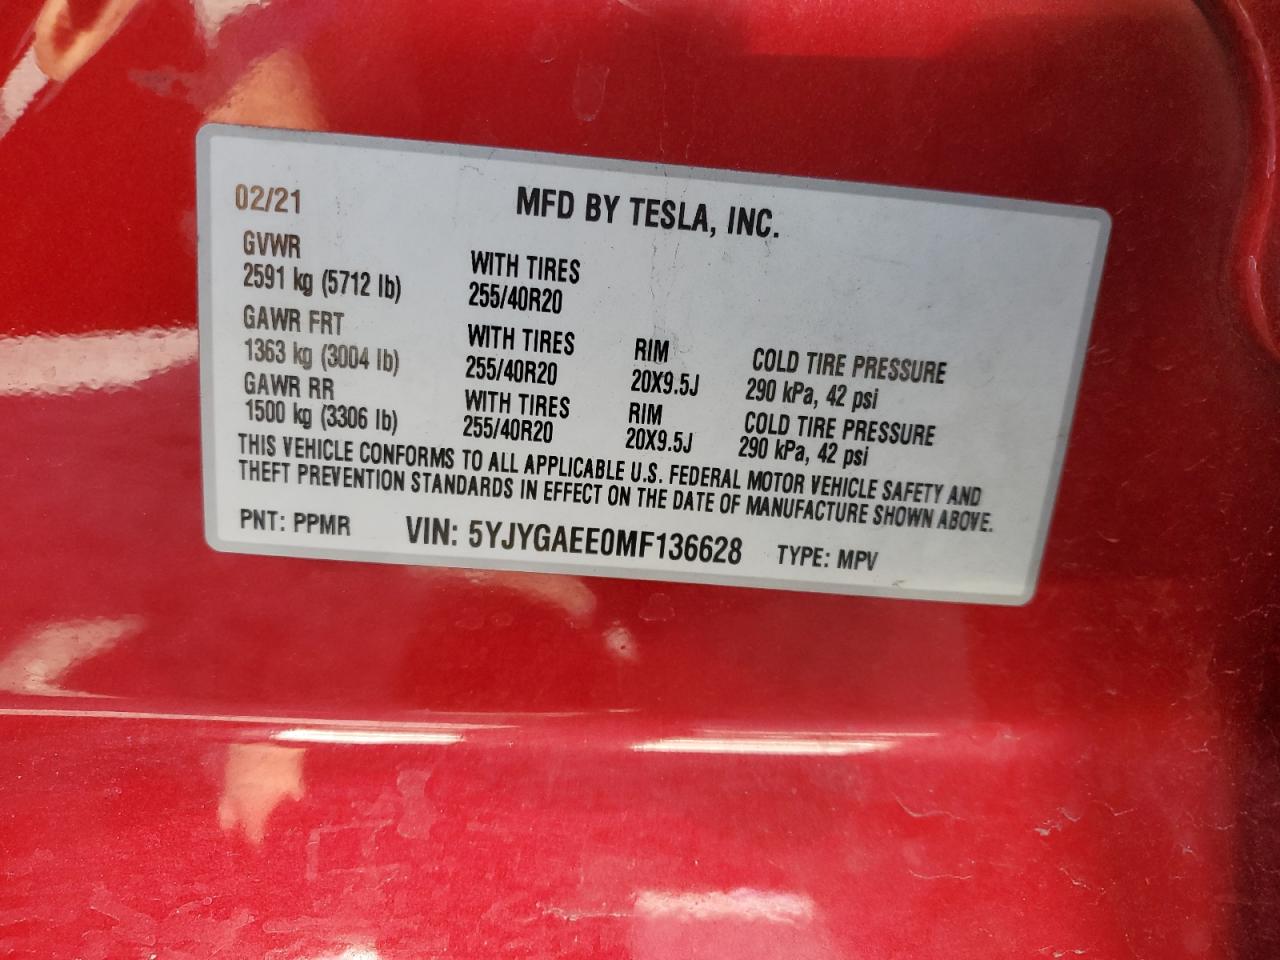 02/21 MFD BY TESLA, INC.
GVWR WITH TIRES
2591 kg (5712 lb) 255/40R20
GAWR FRT WITH TIRES RIM COLD TIRE PRESSURE
1363 kg (3004 lb) 255/40R20 20X9.5J 290 kPa, 42 psi
GAWR RR WITH TIRES RIM COLD TIRE PRESSURE
1500 kg (3306 lb) 255/40R20 20X9.5J 290 kPa, 42 psi
THIS VEHICLE CONFORMS TO ALL APPLICABLE U.S. FEDERAL MOTOR VEHICLE SAFETY AND
THEFT PREVENTION STANDARDS IN EFFECT ON THE DATE OF MANUFACTURE SHOWN ABOVE.
PNT: PPMR VIN: 5YJYGAEE0MF136628 TYPE: MPV